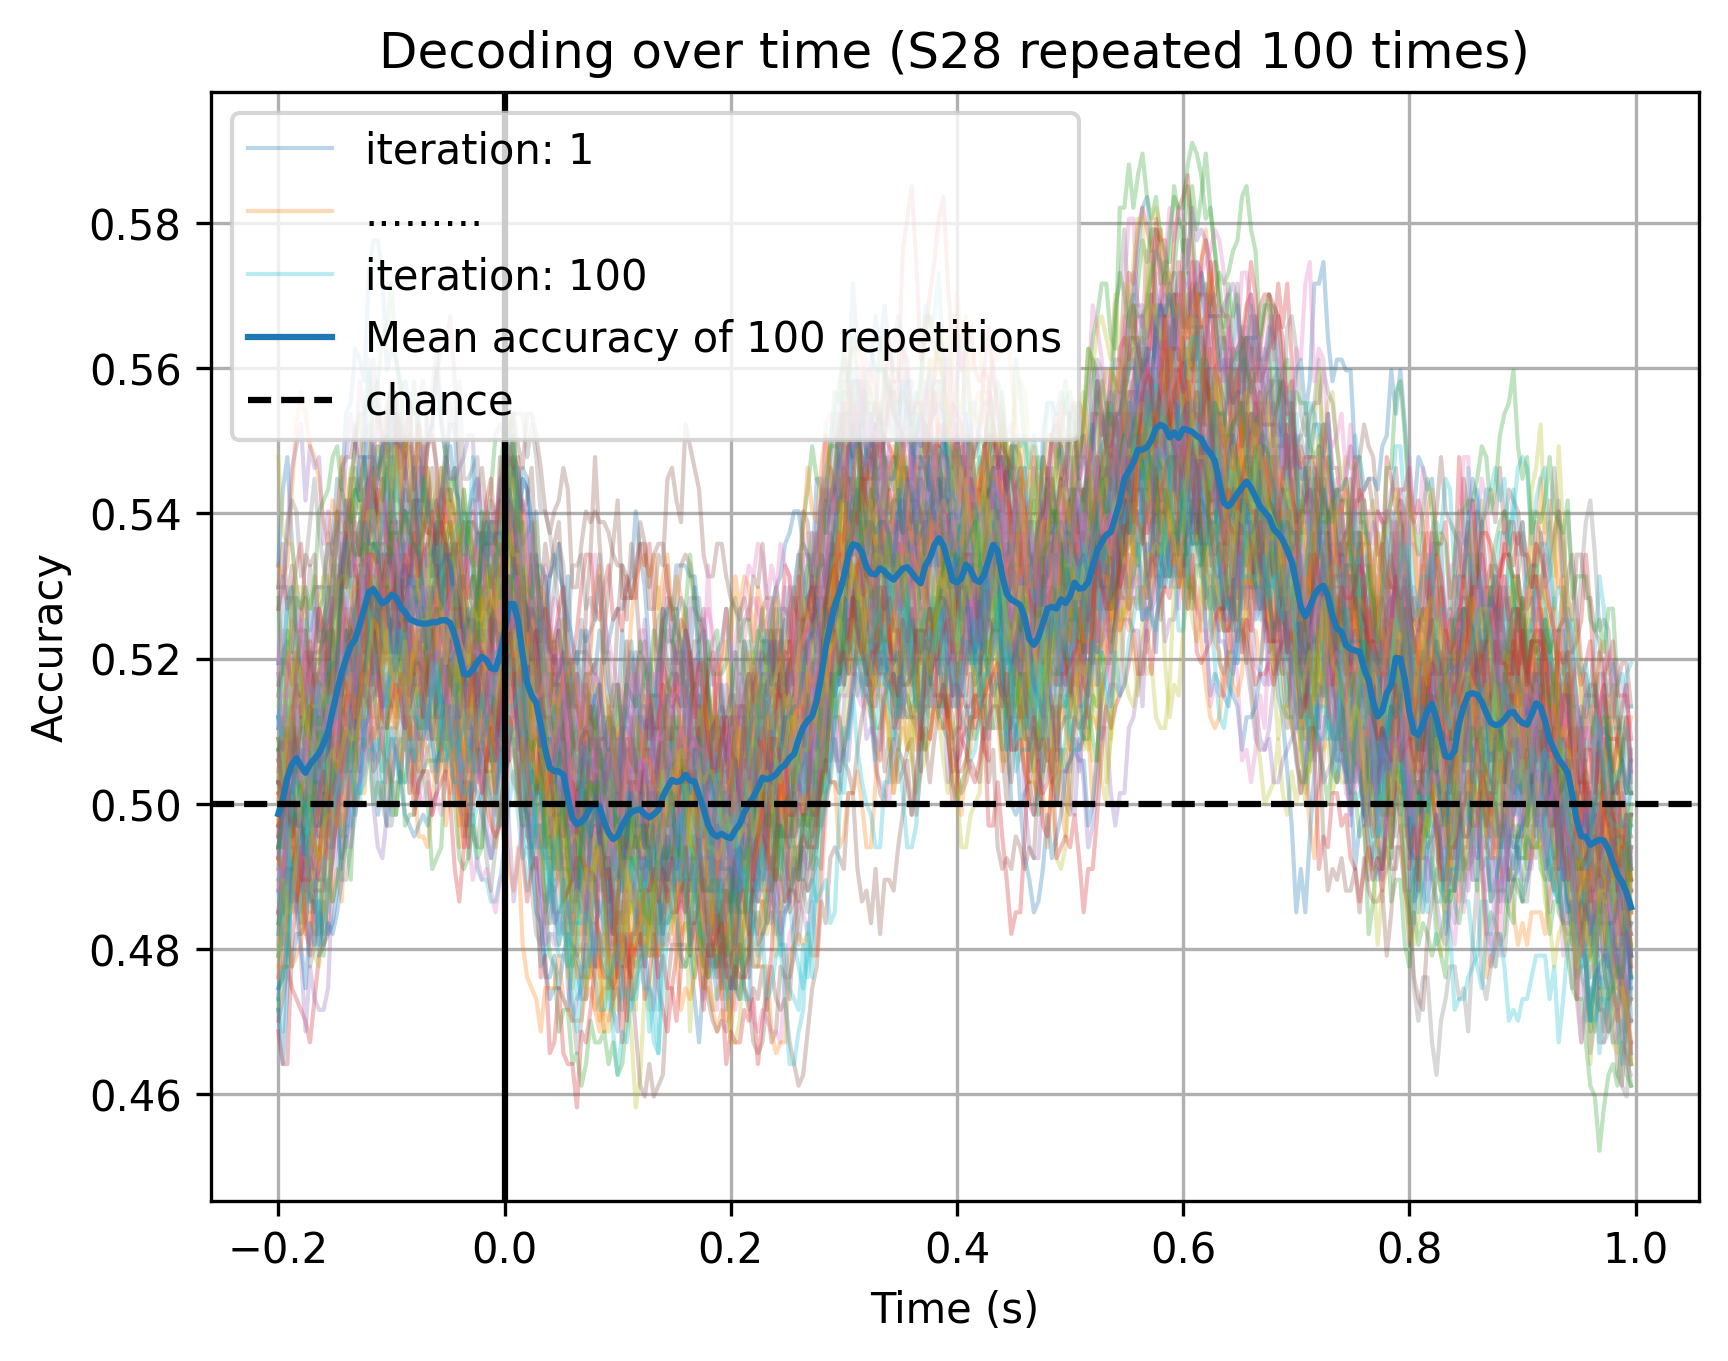 Decoding over time (S28 repeated 100 times)
iteration: 1
.........
iteration: 100
Mean accuracy of 100 repetitions
chance
Accuracy
0.58
0.56
0.54
0.52
0.50
0.48
0.46
−0.2
0.0
0.2
0.4
0.6
0.8
1.0
Time (s)